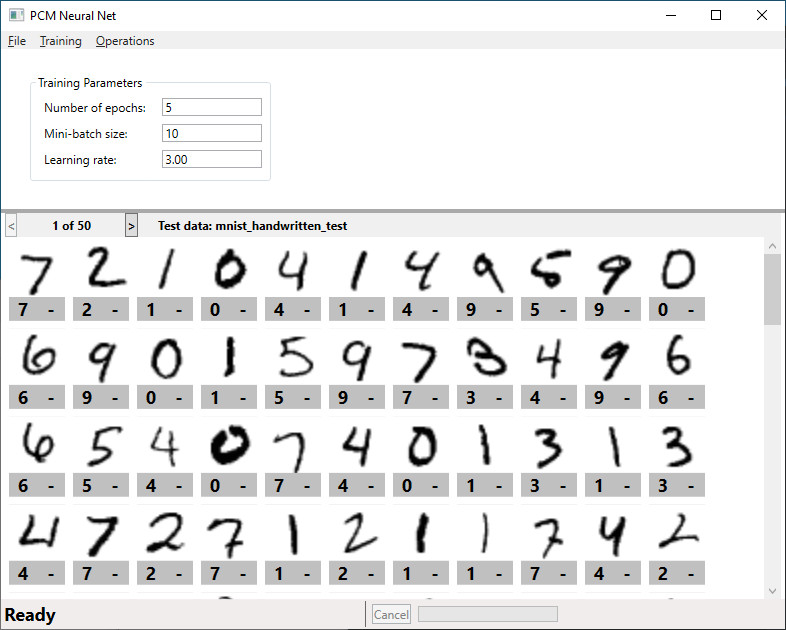 PCM Neural Net
File Training Operations
Training Parameters
Number of epochs: 5
Mini-batch size: 10
Learning rate: 3.00
< 1 of 50 > Test data: mnist_handwritten_test
7 2 1 0 4 1 4 9 5 9 0
7 - 2 - 1 - 0 - 4 - 1 - 4 - 9 - 5 - 9 - 0 -
6 9 0 1 5 9 7 3 4 9 6
6 - 9 - 0 - 1 - 5 - 9 - 7 - 3 - 4 - 9 - 6 -
6 5 4 0 7 4 0 1 3 1 3
6 - 5 - 4 - 0 - 7 - 4 - 0 - 1 - 3 - 1 - 3 -
4 7 2 7 1 2 1 1 7 4 2
4 - 7 - 2 - 7 - 1 - 2 - 1 - 1 - 7 - 4 - 2 -
Ready Cancel